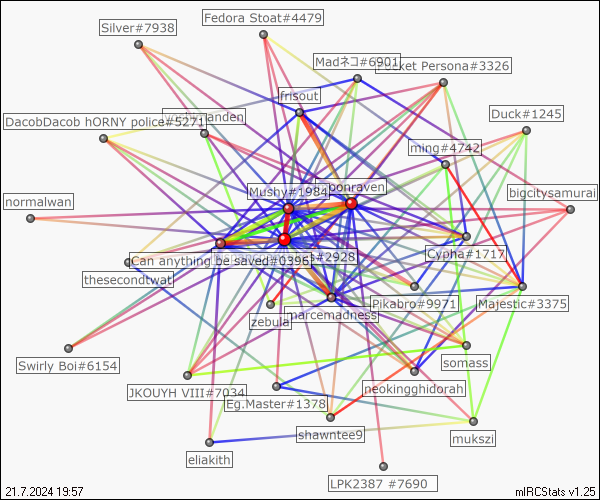 Fedora Stoat#4479
Silver#7938
Madネコ#6901
Pocket Persona#3326
frisout
Duck#1245
DacobDacob hORNY police#5271
anden
ming#4742
Mushy#1984
oonraven
bigcitysamurai
normalwan
Can anything be saved#0396
#2928
Cypha#1717
thesecondtwat
Pikabro#9971
Majestic#3375
zebula
narcemadness
Swirly Boi#6154
somass
JKOUYH VIII#7034
neokingghidorah
Eg.Master#1378
shawntee9
mukszi
eliakith
LPK2387 #7690
21.7.2024 19:57
mIRCStats v1.25